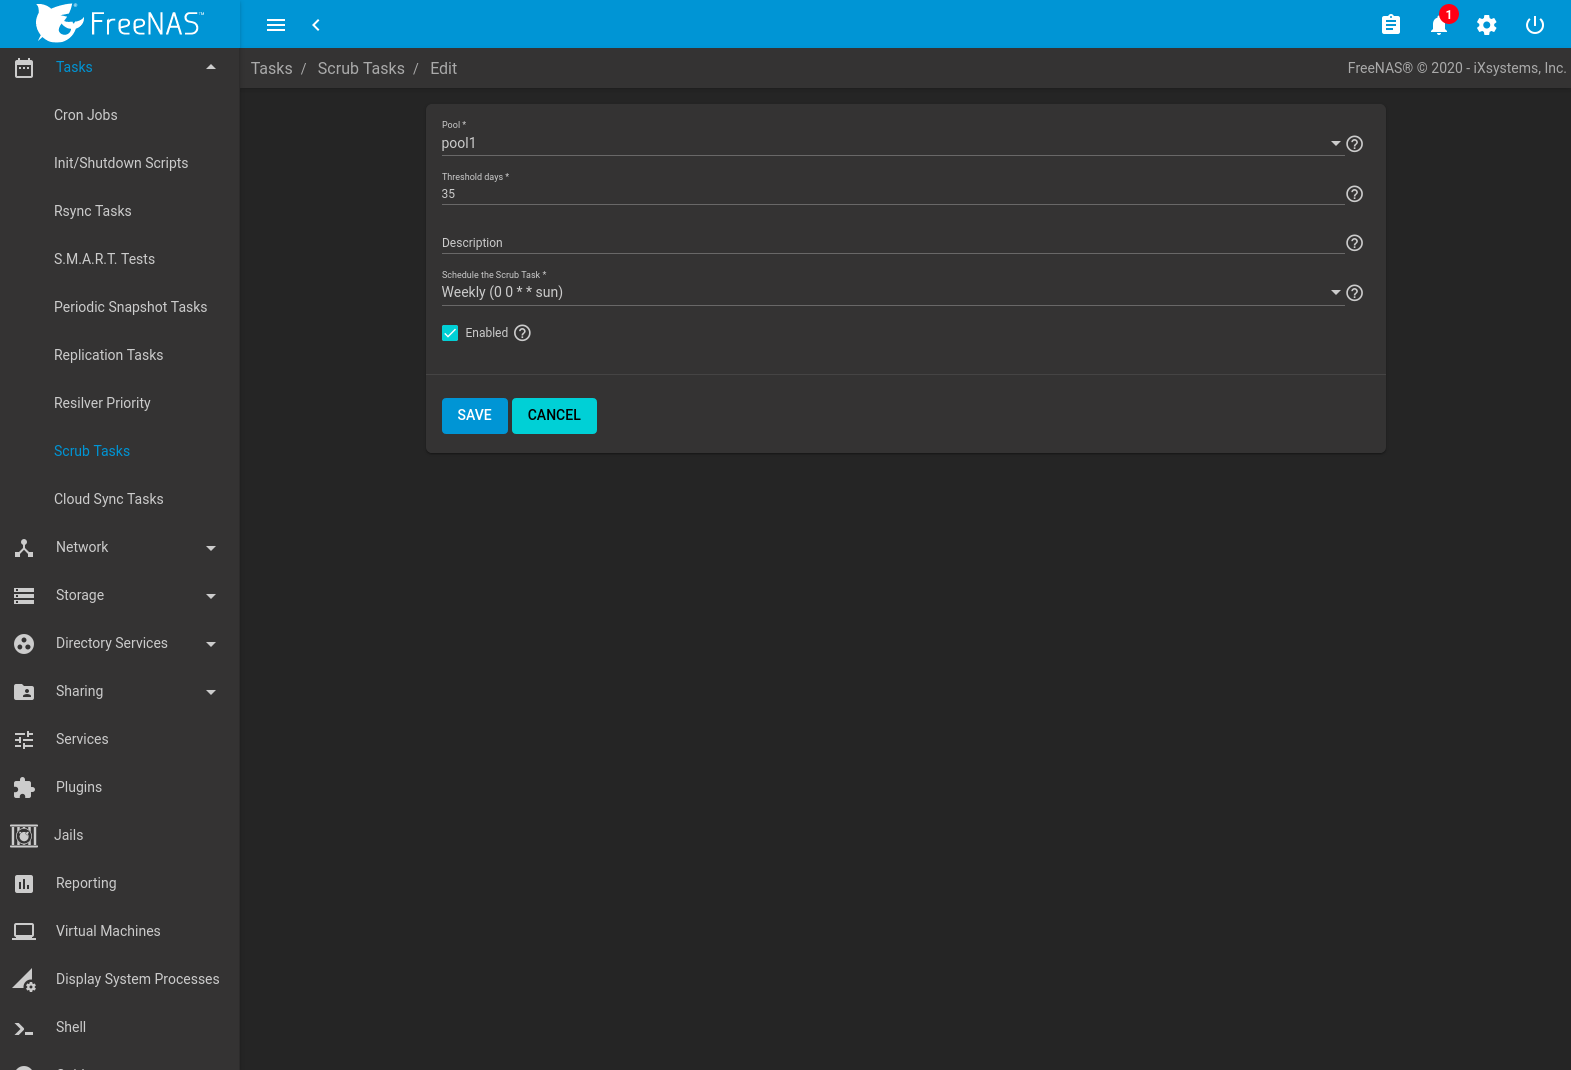 FreeNAS™
1
Tasks
Cron Jobs
Init/Shutdown Scripts
Rsync Tasks
S.M.A.R.T. Tests
Periodic Snapshot Tasks
Replication Tasks
Resilver Priority
Scrub Tasks
Cloud Sync Tasks
Network
Storage
Directory Services
Sharing
Services
Plugins
Jails
Reporting
Virtual Machines
Display System Processes
Shell
Tasks / Scrub Tasks / Edit
FreeNAS® © 2020 - iXsystems, Inc.
Pool *
pool1
Threshold days *
35
Description
Schedule the Scrub Task *
Weekly (0 0 * * sun)
Enabled
SAVE CANCEL